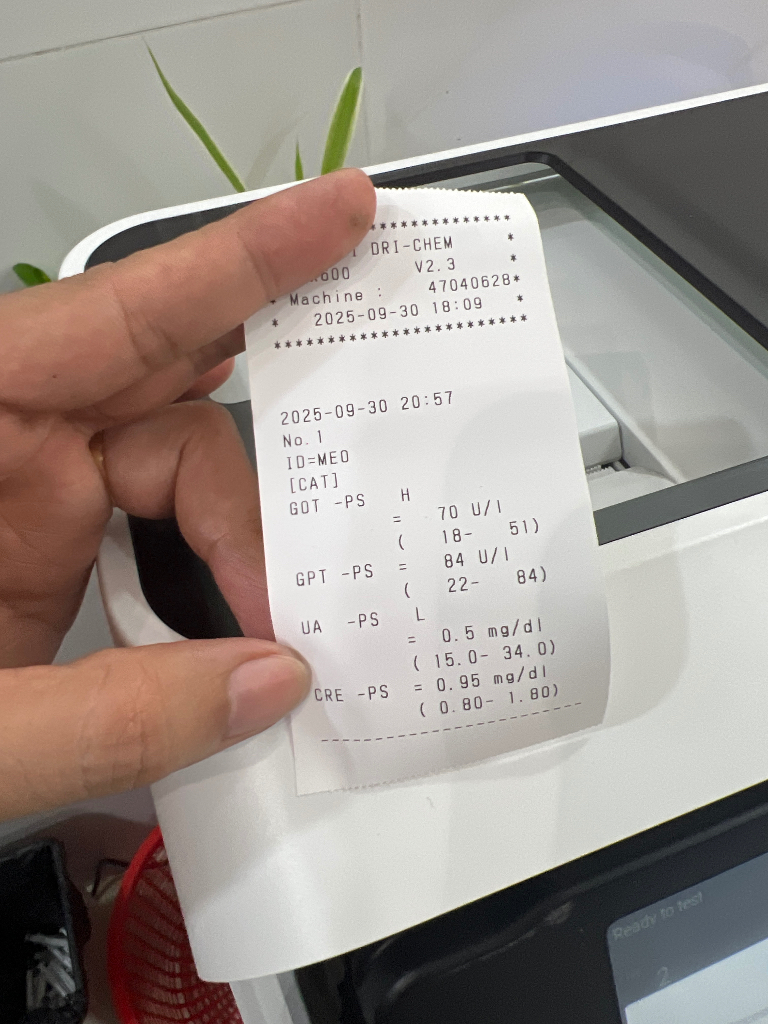 **************
DRI-CHEM *
600 V2.3 *
* Machine : 47040628*
* 2025-09-30 18:09 *
************************
2025-09-30 20:57
No.1
ID=MEO
[CAT]
GOT -PS H
= 70 U/l
( 18- 51)
GPT -PS = 84 U/l
( 22- 84)
UA -PS L
= 0.5 mg/dl
( 15.0- 34.0)
CRE -PS = 0.95 mg/dl
( 0.80- 1.80)
------------------------
Ready to test
2